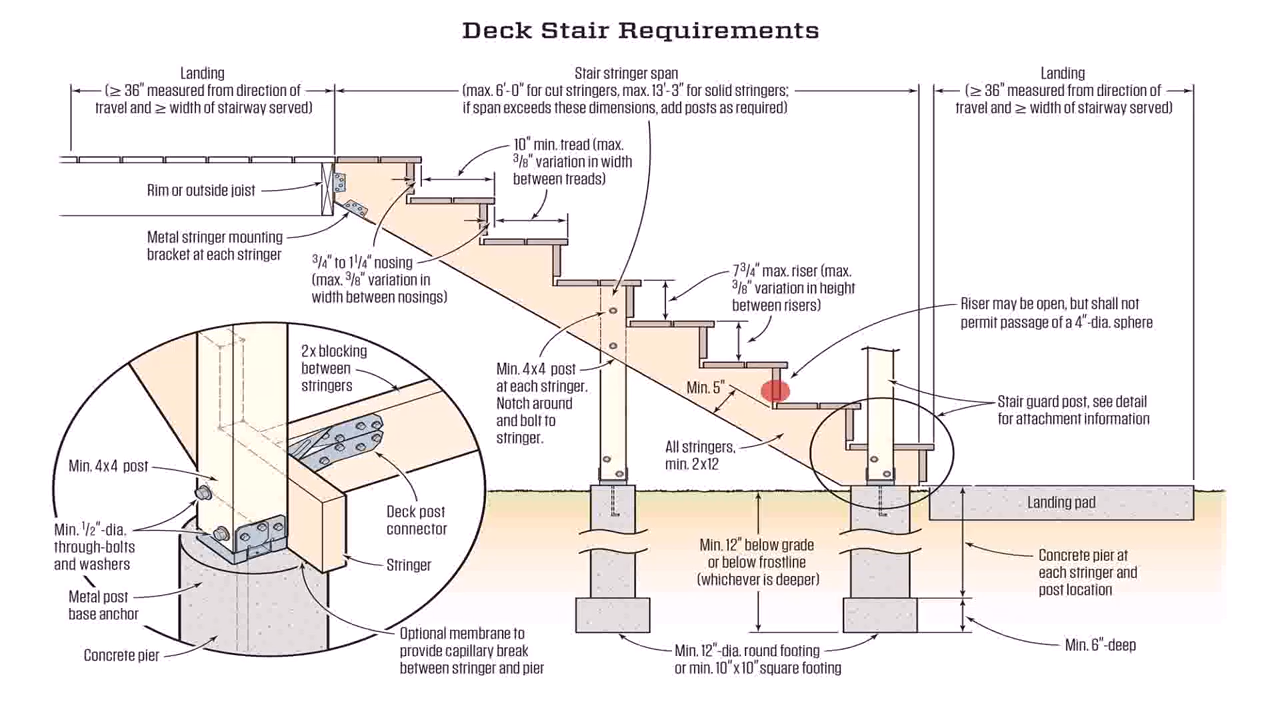 Deck Stair Requirements
Landing
(≥ 36" measured from direction of
travel and ≥ width of stairway served)
Stair stringer span
(max. 6'-0" for cut stringers, max. 13'-3" for solid stringers;
if span exceeds these dimensions, add posts as required)
Landing
(≥ 36" measured from direction of
travel and ≥ width of stairway served)
10" min. tread (max.
3/8" variation in width
between treads)
Rim or outside joist
Metal stringer mounting
bracket at each stringer
3/4" to 1 1/4" nosing
(max. 3/8" variation in
width between nosings)
7 3/4" max. riser (max.
3/8" variation in height
between risers)
Riser may be open, but shall not
permit passage of a 4"-dia. sphere
Min. 4x4 post
at each stringer.
Notch around
and bolt to
stringer.
Min. 5"
All stringers,
min. 2x12
Stair guard post, see detail
for attachment information
2x blocking
between
stringers
Min. 4x4 post
Min. 1/2"-dia.
through-bolts
and washers
Metal post
base anchor
Concrete pier
Deck post
connector
Stringer
Optional membrane to
provide capillary break
between stringer and pier
Landing pad
Min. 12" below grade
or below frostline
(whichever is deeper)
Concrete pier at
each stringer and
post location
Min. 6"-deep
Min. 12"-dia. round footing
or min. 10"x10" square footing